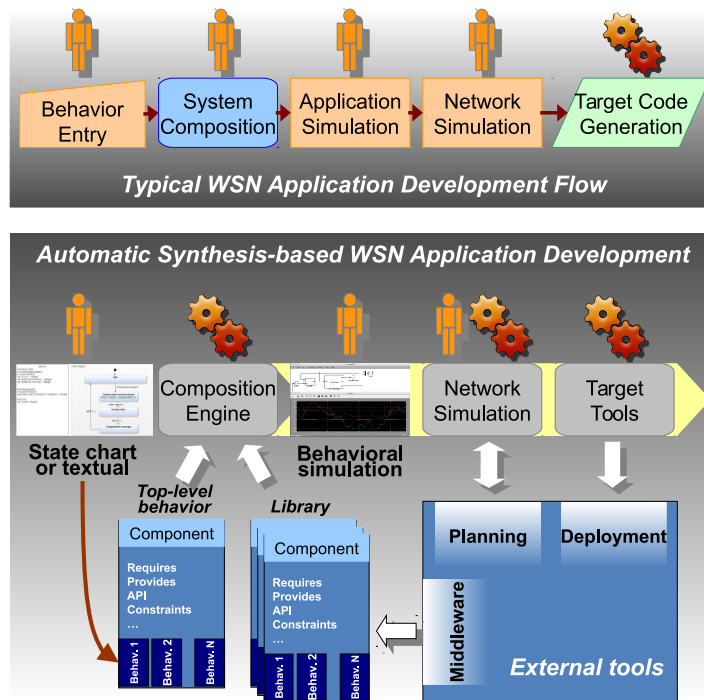 Behavior
Entry
System
Composition
Application
Simulation
Network
Simulation
Target Code
Generation
Typical WSN Application Development Flow
Automatic Synthesis-based WSN Application Development
Composition
Engine
Network
Simulation
Target
Tools
State chart
or textual
Behavioral
simulation
Top-level
behavior
Library
Component
Requires
Provides
API
Constraints
...
Behav. 1
Behav. 2
Behav. N
Component
Requires
Provides
API
Constraints
...
Behav. 1
Behav. 2
Behav. N
Planning
Deployment
Middleware
External tools